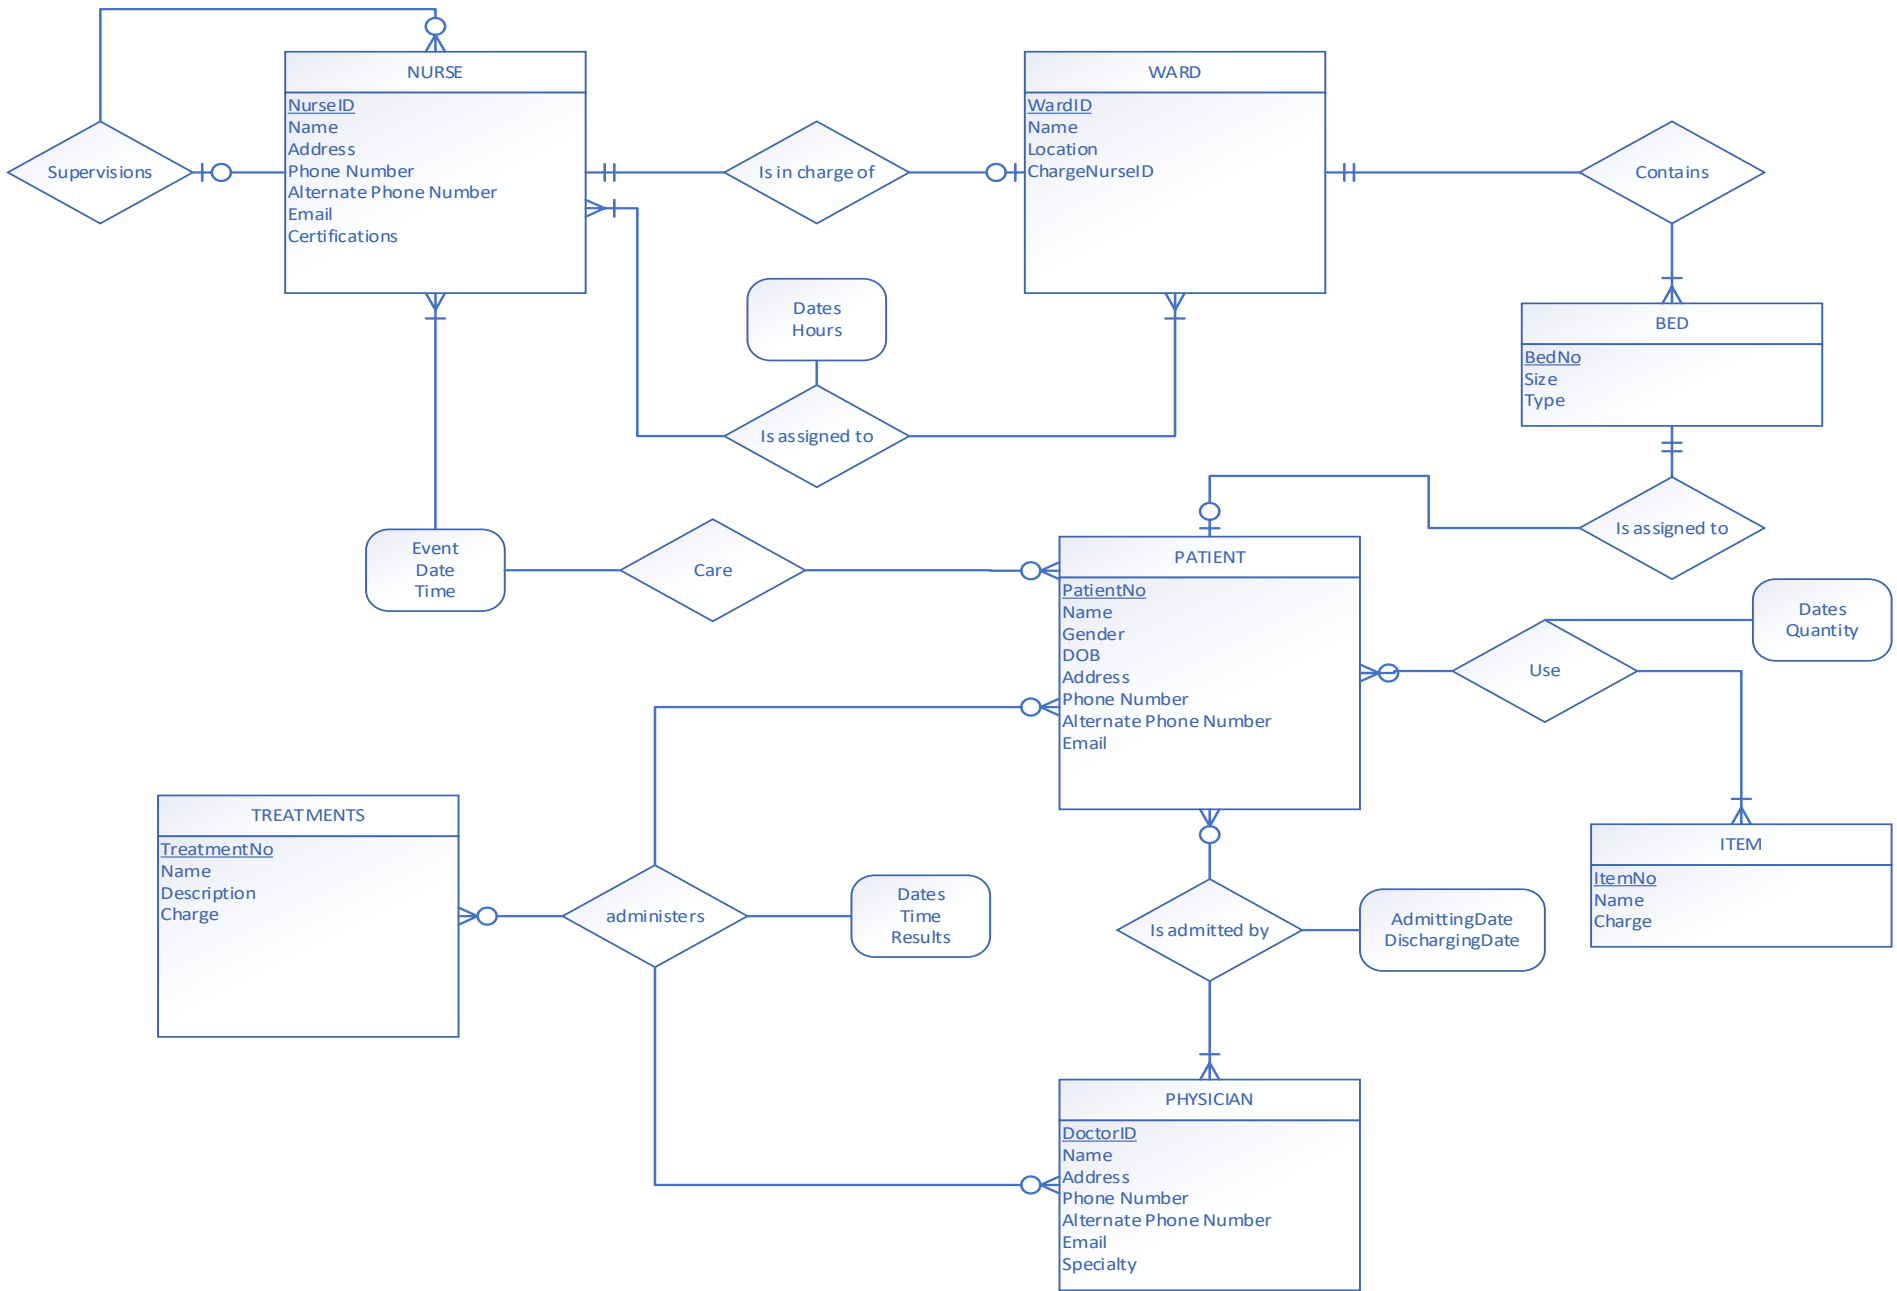 NURSE
NurseID
Name
Address
Phone Number
Alternate Phone Number
Email
Certifications
Supervisions
Is in charge of
WARD
WardID
Name
Location
ChargeNurseID
Contains
Dates
Hours
Is assigned to
BED
BedNo
Size
Type
Is assigned to
Event
Date
Time
Care
PATIENT
PatientNo
Name
Gender
DOB
Address
Phone Number
Alternate Phone Number
Email
Use
Dates
Quantity
TREATMENTS
TreatmentNo
Name
Description
Charge
administers
Dates
Time
Results
Is admitted by
AdmittingDate
DischargingDate
ITEM
ItemNo
Name
Charge
PHYSICIAN
DoctorID
Name
Address
Phone Number
Alternate Phone Number
Email
Specialty